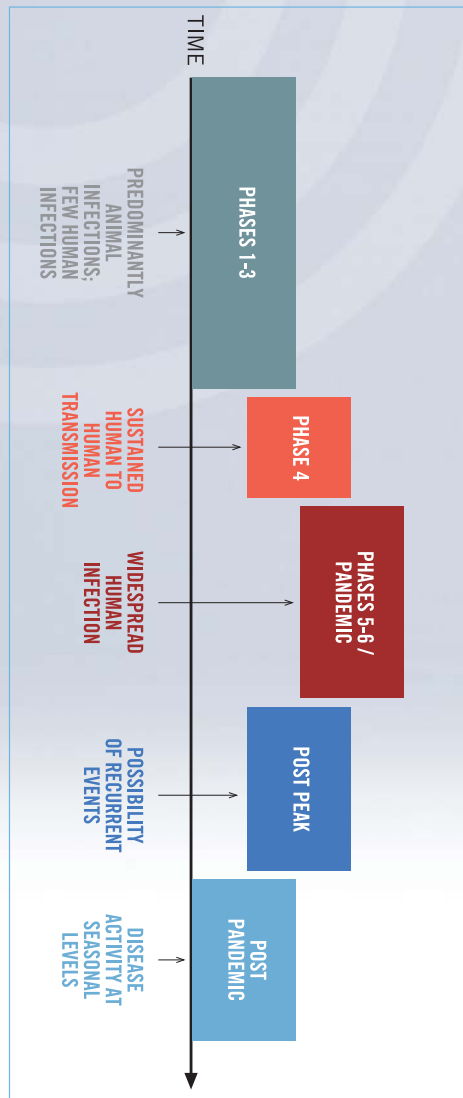 PHASES 1-3
PHASE 4
PHASES 5-6 /
PANDEMIC
POST PEAK
POST
PANDEMIC
TIME
PREDOMINANTLY
ANIMAL
INFECTIONS;
FEW HUMAN
INFECTIONS
SUSTAINED
HUMAN TO
HUMAN
TRANSMISSION
WIDESPREAD
HUMAN
INFECTION
POSSIBILITY
OF RECURRENT
EVENTS
DISEASE
ACTIVITY AT
SEASONAL
LEVELS